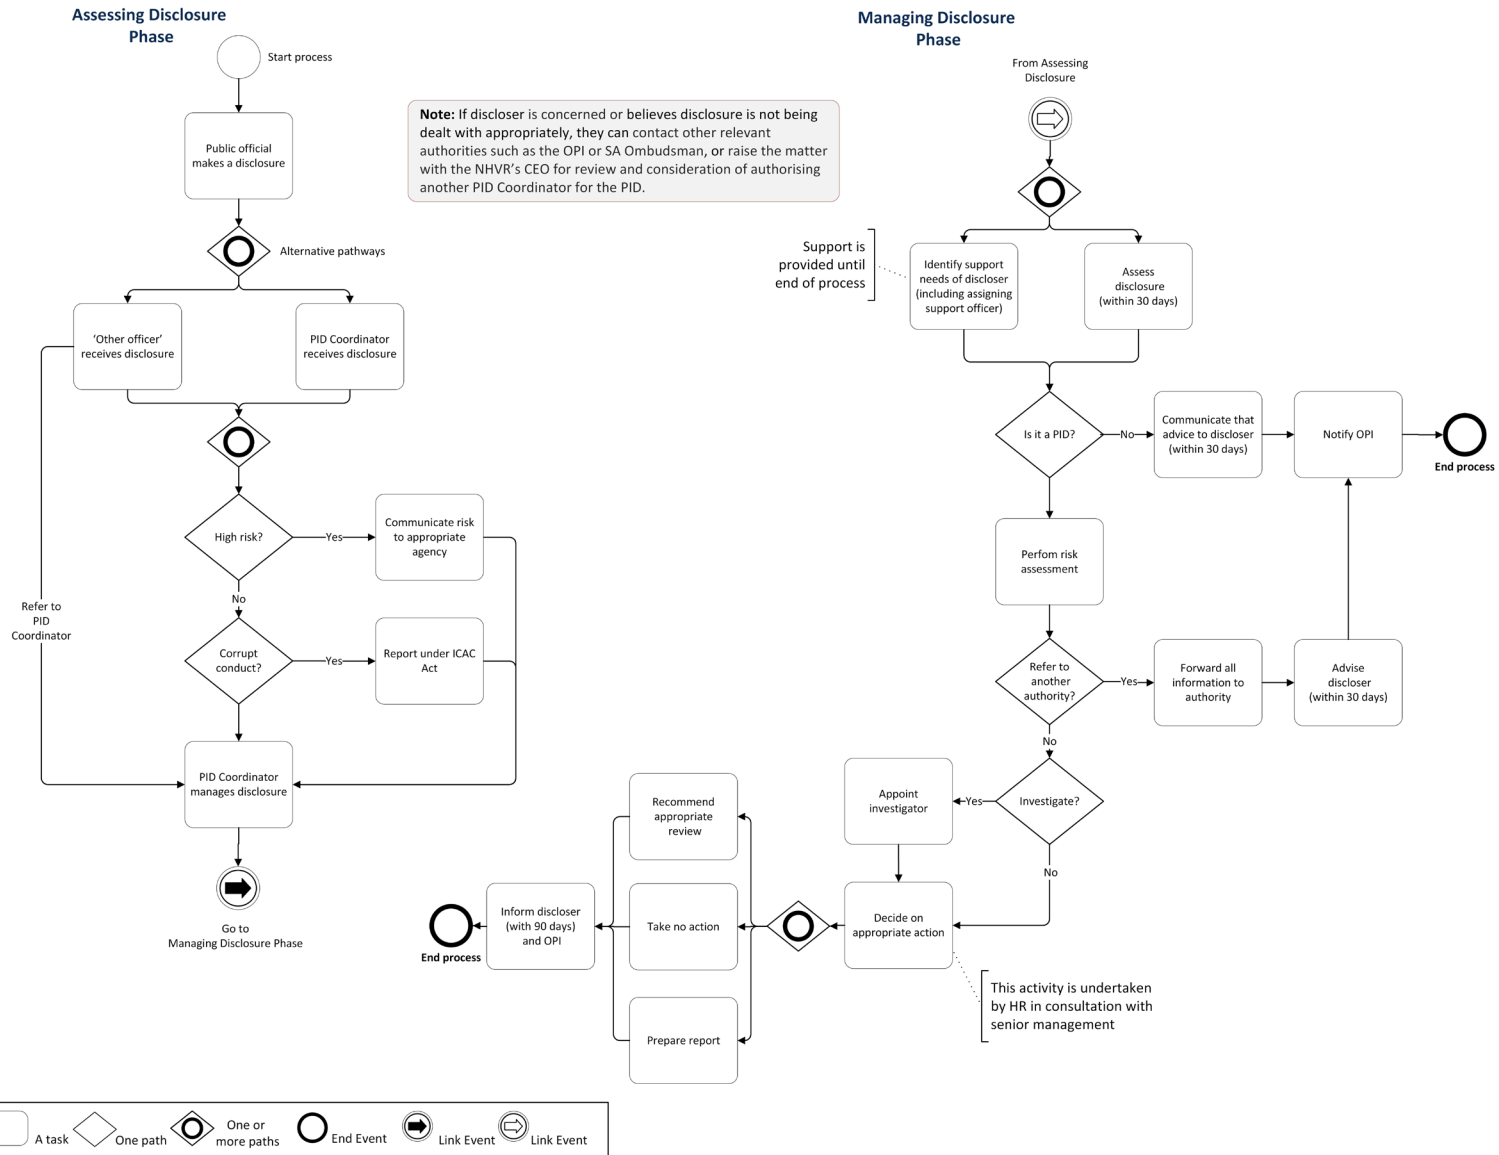 Assessing Disclosure
Phase
Start process
Public official
makes a disclosure
Alternative pathways
‘Other officer’
receives disclosure
PID Coordinator
receives disclosure
High risk?
Yes
Communicate risk
to appropriate
agency
No
Refer to
PID
Coordinator
Corrupt
conduct?
Yes
Report under ICAC
Act
PID Coordinator
manages disclosure
Go to
Managing Disclosure Phase
Note: If discloser is concerned or believes disclosure is not being
dealt with appropriately, they can contact other relevant
authorities such as the OPI or SA Ombudsman, or raise the matter
with the NHVR’s CEO for review and consideration of authorising
another PID Coordinator for the PID.
Managing Disclosure
Phase
From Assessing
Disclosure
Support is
provided until
end of process
Identify support
needs of discloser
(including assigning
support officer)
Assess
disclosure
(within 30 days)
Is it a PID?
No
Communicate that
advice to discloser
(within 30 days)
Notify OPI
End process
Perfom risk
assessment
Refer to
another
authority?
Yes
Forward all
information to
authority
Advise
discloser
(within 30 days)
No
Investigate?
Yes
Appoint
investigator
No
Decide on
appropriate action
This activity is undertaken
by HR in consultation with
senior management
Recommend
appropriate
review
Take no action
Prepare report
Inform discloser
(with 90 days)
and OPI
End process
A task
One path
One or
more paths
End Event
Link Event
Link Event